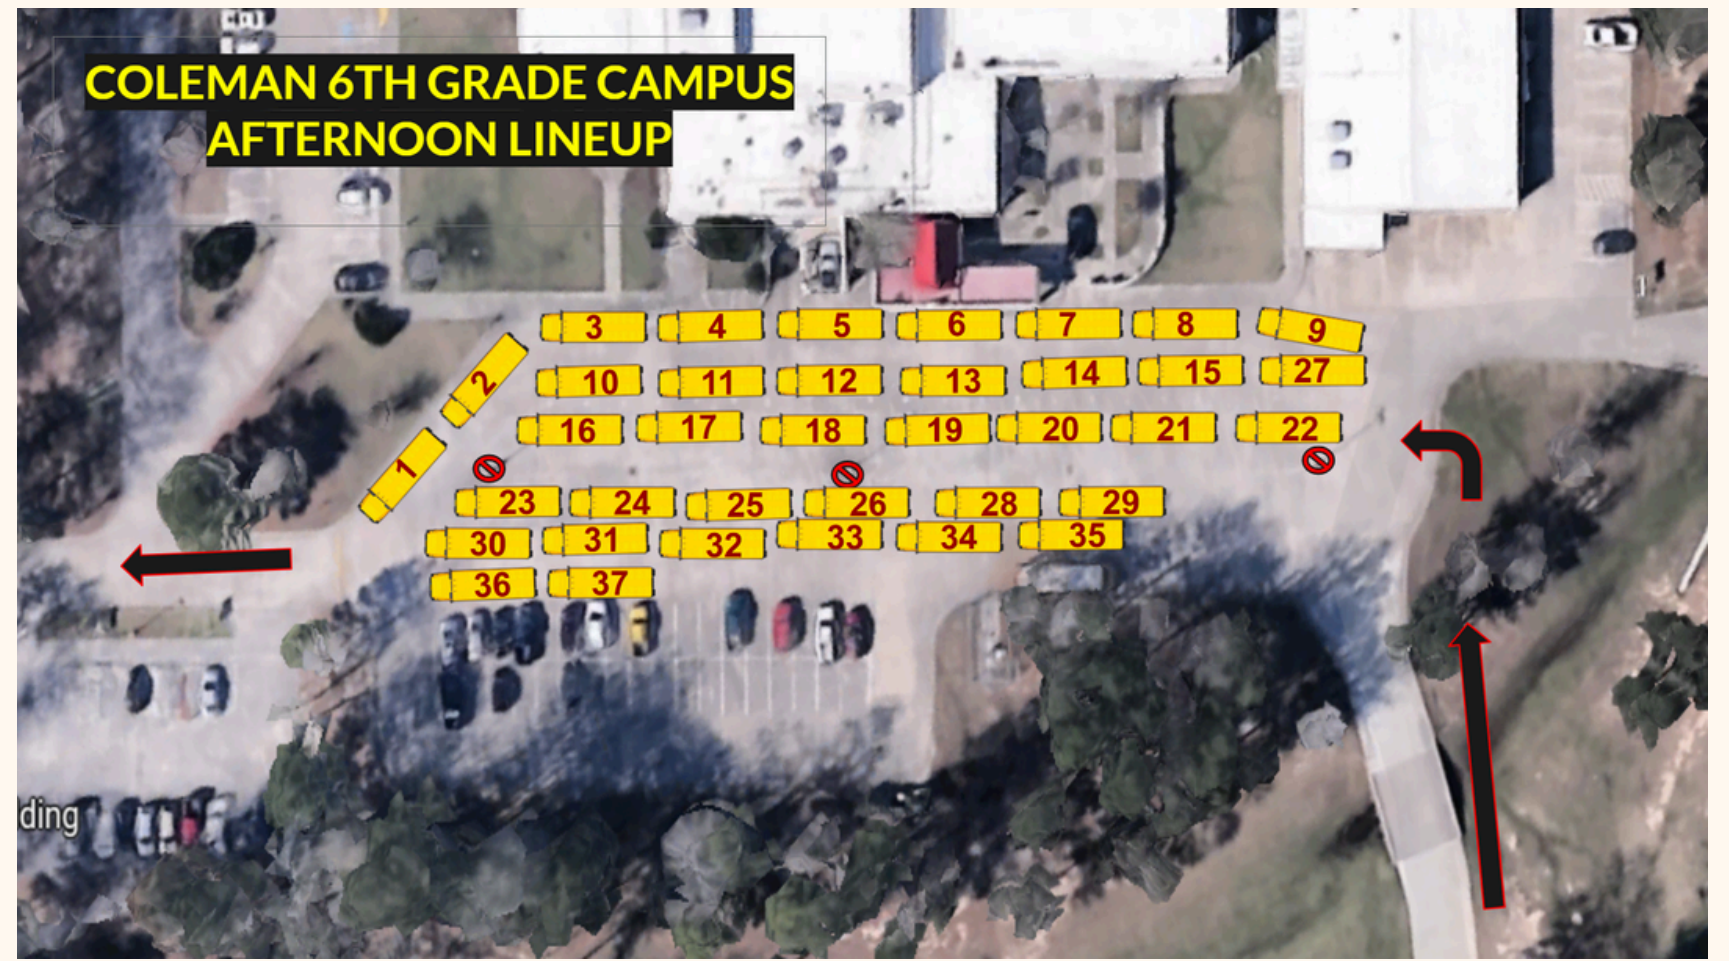 COLEMAN 6TH GRADE CAMPUS
AFTERNOON LINEUP
3 4 5 6 7 8 9
2 10 11 12 13 14 15 27
1 16 17 18 19 20 21 22
23 24 25 26 28 29
30 31 32 33 34 35
36 37
ding